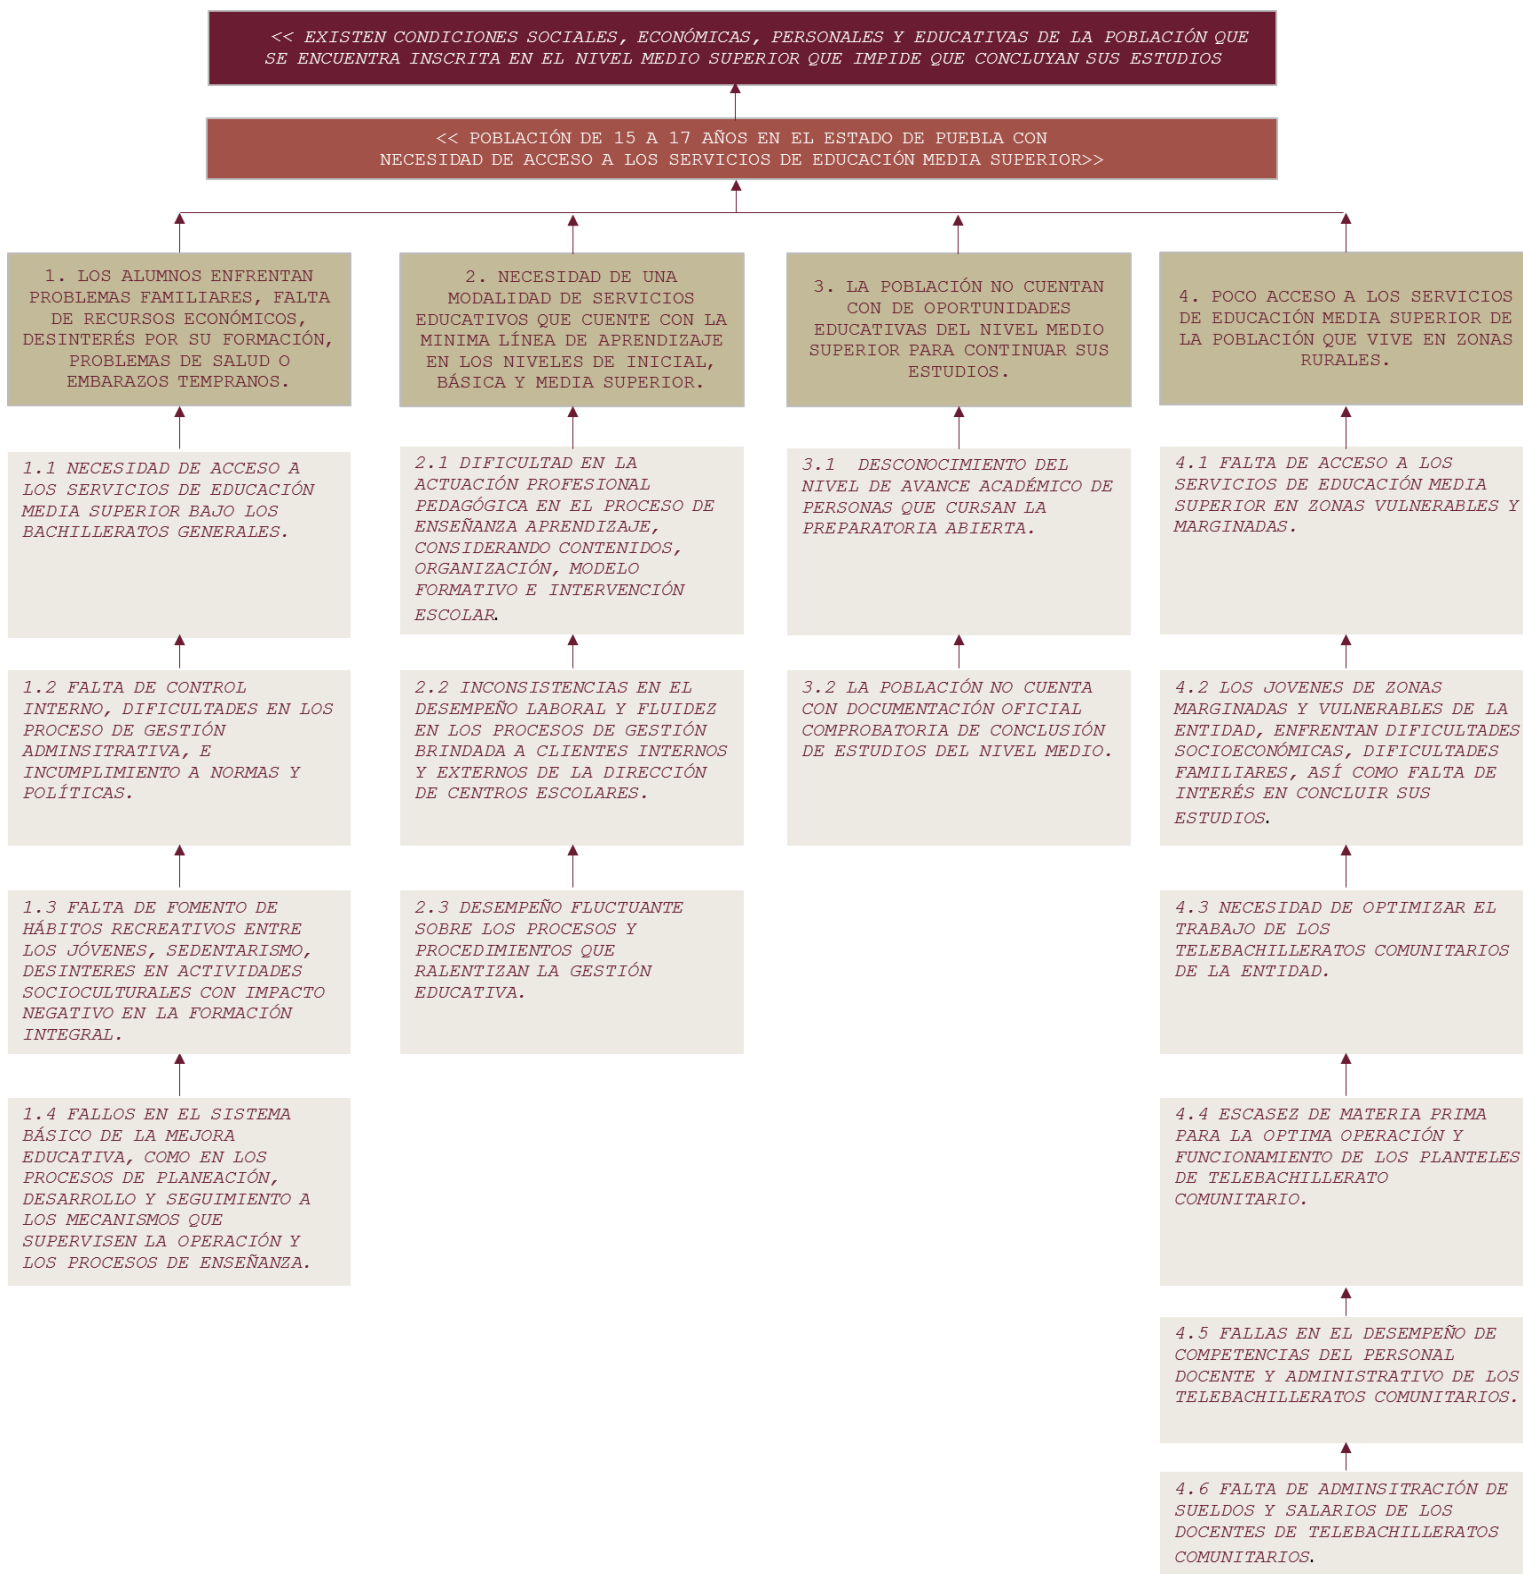 << EXISTEN CONDICIONES SOCIALES, ECONÓMICAS, PERSONALES Y EDUCATIVAS DE LA POBLACIÓN QUE
SE ENCUENTRA INSCRITA EN EL NIVEL MEDIO SUPERIOR QUE IMPIDE QUE CONCLUYAN SUS ESTUDIOS
<< POBLACIÓN DE 15 A 17 AÑOS EN EL ESTADO DE PUEBLA CON
NECESIDAD DE ACCESO A LOS SERVICIOS DE EDUCACIÓN MEDIA SUPERIOR>>
1. LOS ALUMNOS ENFRENTAN
PROBLEMAS FAMILIARES, FALTA
DE RECURSOS ECONÓMICOS,
DESINTERÉS POR SU FORMACIÓN,
PROBLEMAS DE SALUD O
EMBARAZOS TEMPRANOS.
2. NECESIDAD DE UNA
MODALIDAD DE SERVICIOS
EDUCATIVOS QUE CUENTE CON LA
MINIMA LÍNEA DE APRENDIZAJE
EN LOS NIVELES DE INICIAL,
BÁSICA Y MEDIA SUPERIOR.
3. LA POBLACIÓN NO CUENTAN
CON DE OPORTUNIDADES
EDUCATIVAS DEL NIVEL MEDIO
SUPERIOR PARA CONTINUAR SUS
ESTUDIOS.
4. POCO ACCESO A LOS SERVICIOS
DE EDUCACIÓN MEDIA SUPERIOR DE
LA POBLACIÓN QUE VIVE EN ZONAS
RURALES.
1.1 NECESIDAD DE ACCESO A
LOS SERVICIOS DE EDUCACIÓN
MEDIA SUPERIOR BAJO LOS
BACHILLERATOS GENERALES.
2.1 DIFICULTAD EN LA
ACTUACIÓN PROFESIONAL
PEDAGÓGICA EN EL PROCESO DE
ENSEÑANZA APRENDIZAJE,
CONSIDERANDO CONTENIDOS,
ORGANIZACIÓN, MODELO
FORMATIVO E INTERVENCIÓN
ESCOLAR.
3.1 DESCONOCIMIENTO DEL
NIVEL DE AVANCE ACADÉMICO DE
PERSONAS QUE CURSAN LA
PREPARATORIA ABIERTA.
4.1 FALTA DE ACCESO A LOS
SERVICIOS DE EDUCACIÓN MEDIA
SUPERIOR EN ZONAS VULNERABLES Y
MARGINADAS.
1.2 FALTA DE CONTROL
INTERNO, DIFICULTADES EN LOS
PROCESO DE GESTIÓN
ADMINSITRATIVA, E
INCUMPLIMIENTO A NORMAS Y
POLÍTICAS.
2.2 INCONSISTENCIAS EN EL
DESEMPEÑO LABORAL Y FLUIDEZ
EN LOS PROCESOS DE GESTIÓN
BRINDADA A CLIENTES INTERNOS
Y EXTERNOS DE LA DIRECCIÓN
DE CENTROS ESCOLARES.
3.2 LA POBLACIÓN NO CUENTA
CON DOCUMENTACIÓN OFICIAL
COMPROBATORIA DE CONCLUSIÓN
DE ESTUDIOS DEL NIVEL MEDIO.
4.2 LOS JOVENES DE ZONAS
MARGINADAS Y VULNERABLES DE LA
ENTIDAD, ENFRENTAN DIFICULTADES
SOCIOECONÓMICAS, DIFICULTADES
FAMILIARES, ASÍ COMO FALTA DE
INTERÉS EN CONCLUIR SUS
ESTUDIOS.
1.3 FALTA DE FOMENTO DE
HÁBITOS RECREATIVOS ENTRE
LOS JÓVENES, SEDENTARISMO,
DESINTERES EN ACTIVIDADES
SOCIOCULTURALES CON IMPACTO
NEGATIVO EN LA FORMACIÓN
INTEGRAL.
2.3 DESEMPEÑO FLUCTUANTE
SOBRE LOS PROCESOS Y
PROCEDIMIENTOS QUE
RALENTIZAN LA GESTIÓN
EDUCATIVA.
4.3 NECESIDAD DE OPTIMIZAR EL
TRABAJO DE LOS
TELEBACHILLERATOS COMUNITARIOS
DE LA ENTIDAD.
1.4 FALLOS EN EL SISTEMA
BÁSICO DE LA MEJORA
EDUCATIVA, COMO EN LOS
PROCESOS DE PLANEACIÓN,
DESARROLLO Y SEGUIMIENTO A
LOS MECANISMOS QUE
SUPERVISEN LA OPERACIÓN Y
LOS PROCESOS DE ENSEÑANZA.
4.4 ESCASEZ DE MATERIA PRIMA
PARA LA OPTIMA OPERACIÓN Y
FUNCIONAMIENTO DE LOS PLANTELES
DE TELEBACHILLERATO
COMUNITARIO.
4.5 FALLAS EN EL DESEMPEÑO DE
COMPETENCIAS DEL PERSONAL
DOCENTE Y ADMINISTRATIVO DE LOS
TELEBACHILLERATOS COMUNITARIOS.
4.6 FALTA DE ADMINSITRACIÓN DE
SUELDOS Y SALARIOS DE LOS
DOCENTES DE TELEBACHILLERATOS
COMUNITARIOS.